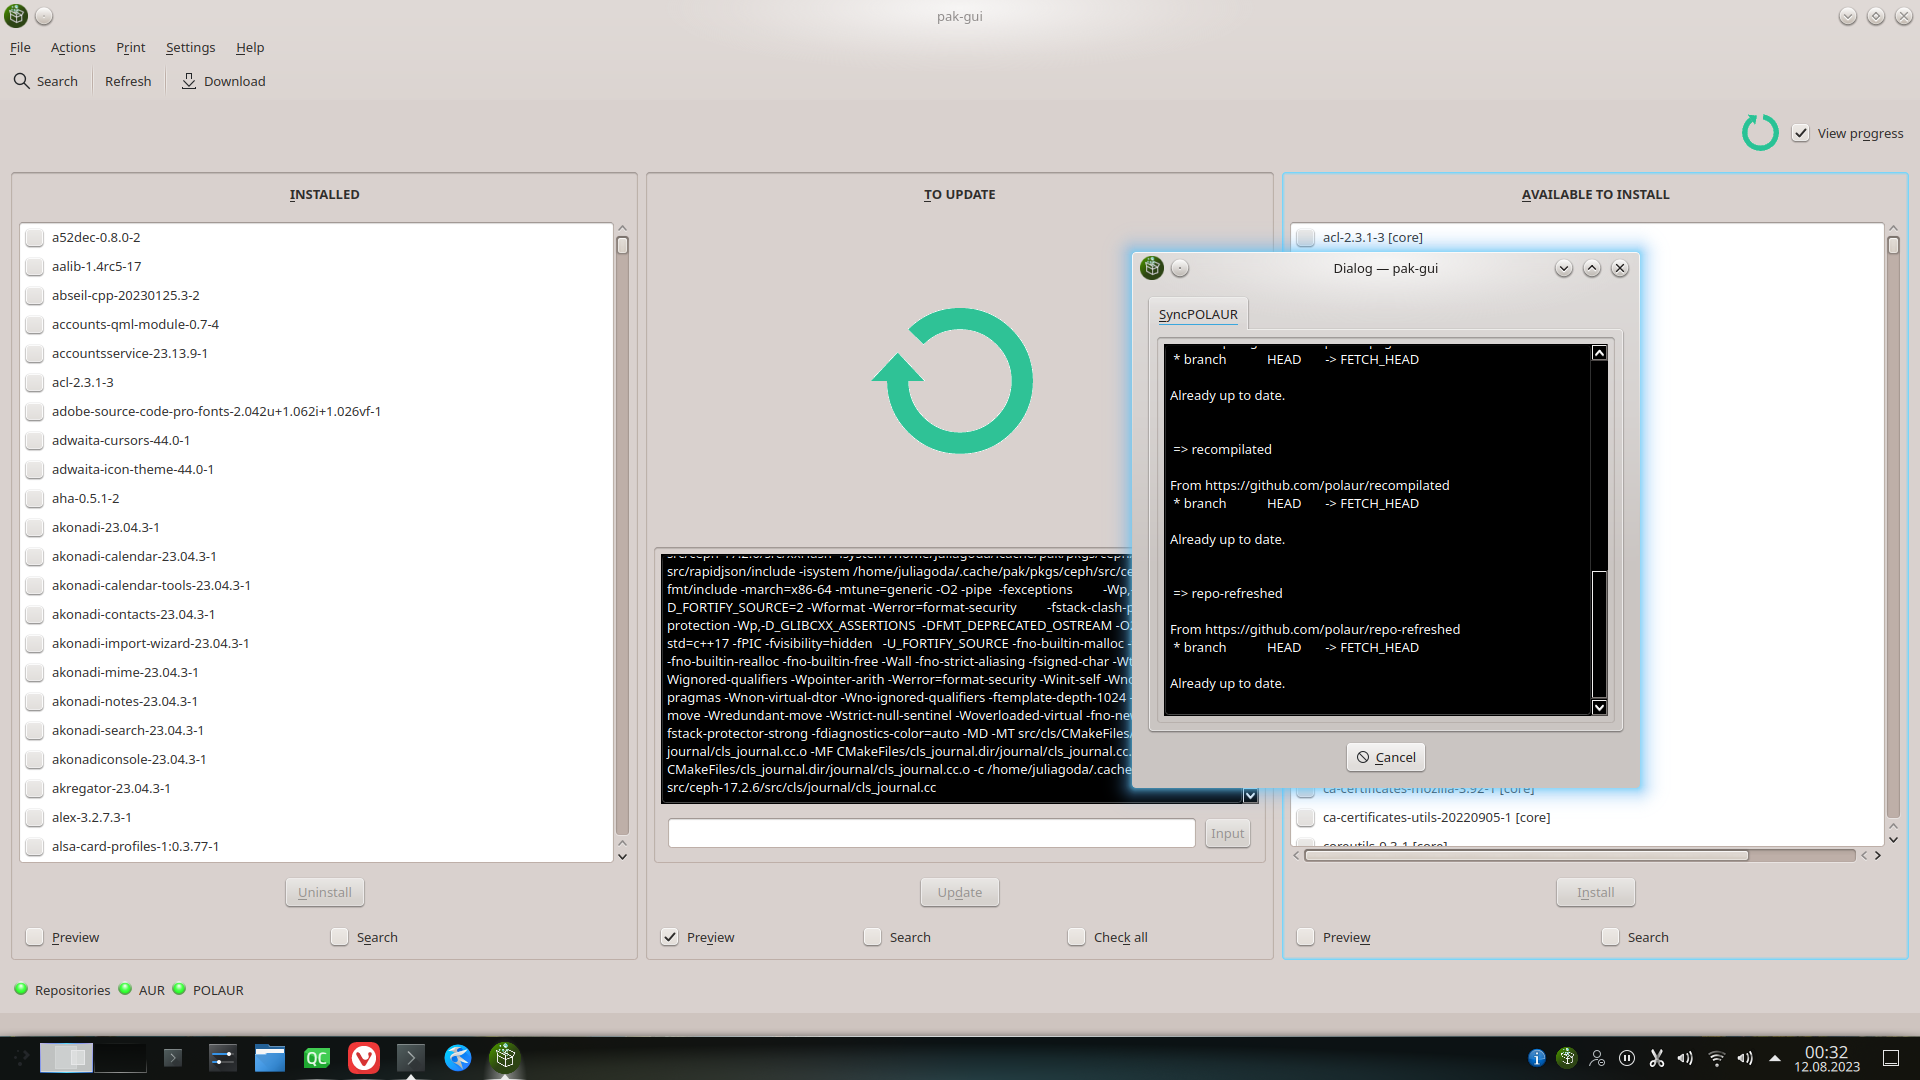 pak-gui
File Actions Print Settings Help
Search Refresh Download
View progress
INSTALLED
a52dec-0.8.0-2
aalib-1.4rc5-17
abseil-cpp-20230125.3-2
accounts-qml-module-0.7-4
accountsservice-23.13.9-1
acl-2.3.1-3
adobe-source-code-pro-fonts-2.042u+1.062i+1.026vf-1
adwaita-cursors-44.0-1
adwaita-icon-theme-44.0-1
aha-0.5.1-2
akonadi-23.04.3-1
akonadi-calendar-23.04.3-1
akonadi-calendar-tools-23.04.3-1
akonadi-contacts-23.04.3-1
akonadi-import-wizard-23.04.3-1
akonadi-mime-23.04.3-1
akonadi-notes-23.04.3-1
akonadi-search-23.04.3-1
akonadiconsole-23.04.3-1
akregator-23.04.3-1
alex-3.2.7.3-1
alsa-card-profiles-1:0.3.77-1
Uninstall
Preview Search
TO UPDATE
src/rapidjson/include -isystem /home/juliagoda/.cache/pak/pkgs/ceph/src/ce
fmt/include -march=x86-64 -mtune=generic -O2 -pipe -fexceptions -Wp,-
D_FORTIFY_SOURCE=2 -Wformat -Werror=format-security -fstack-clash-p
protection -Wp,-D_GLIBCXX_ASSERTIONS -DFMT_DEPRECATED_OSTREAM -O2
std=c++17 -fPIC -fvisibility=hidden -U_FORTIFY_SOURCE -fno-builtin-malloc -
-fno-builtin-realloc -fno-builtin-free -Wall -fno-strict-aliasing -fsigned-char -Wt
Wignored-qualifiers -Wpointer-arith -Werror=format-security -Winit-self -Wno
pragmas -Wnon-virtual-dtor -Wno-ignored-qualifiers -ftemplate-depth-1024 -
move -Wredundant-move -Wstrict-null-sentinel -Woverloaded-virtual -fno-ne
fstack-protector-strong -fdiagnostics-color=auto -MD -MT src/cls/CMakeFiles/
journal/cls_journal.cc.o -MF CMakeFiles/cls_journal.dir/journal/cls_journal.cc.
CMakeFiles/cls_journal.dir/journal/cls_journal.cc.o -c /home/juliagoda/.cache
src/ceph-17.2.6/src/cls/journal/cls_journal.cc
Input
Update
Preview Search Check all
AVAILABLE TO INSTALL
acl-2.3.1-3 [core]
ca-certificates-mozilla-3.92-1 [core]
ca-certificates-utils-20220905-1 [core]
coreutils-9.3-1 [core]
Install
Preview Search
Dialog — pak-gui
SyncPOLAUR
* branch HEAD -> FETCH_HEAD
Already up to date.
=> recompilated
From https://github.com/polaur/recompilated
* branch HEAD -> FETCH_HEAD
Already up to date.
=> repo-refreshed
From https://github.com/polaur/repo-refreshed
* branch HEAD -> FETCH_HEAD
Already up to date.
Cancel
Repositories AUR POLAUR
QC
00:32
12.08.2023